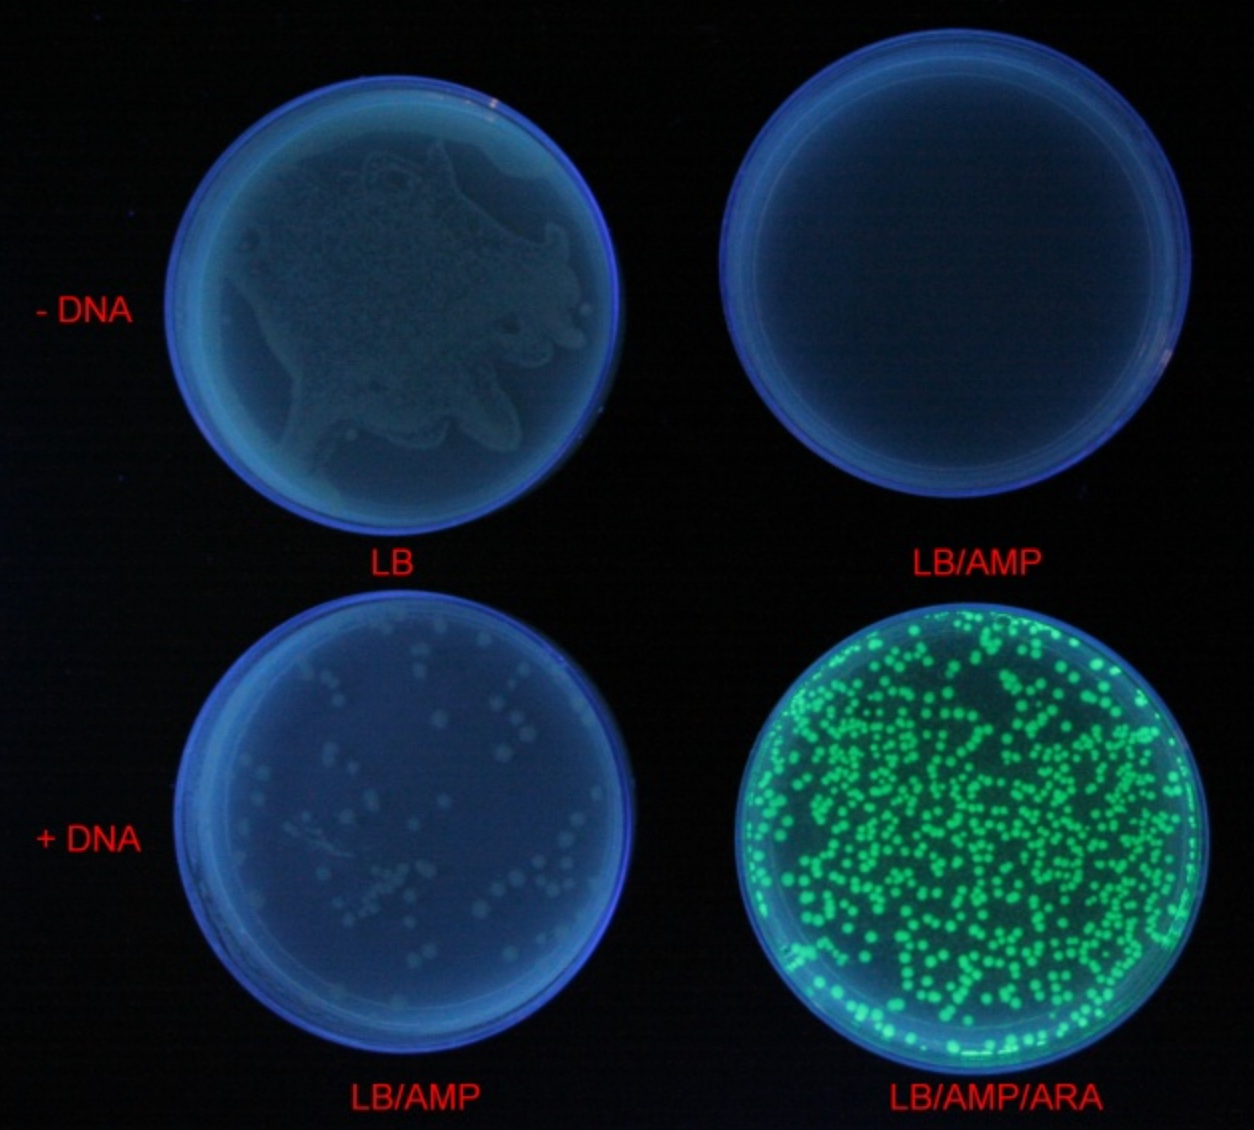 - DNA
LB
LB/AMP
+ DNA
LB/AMP
LB/AMP/ARA